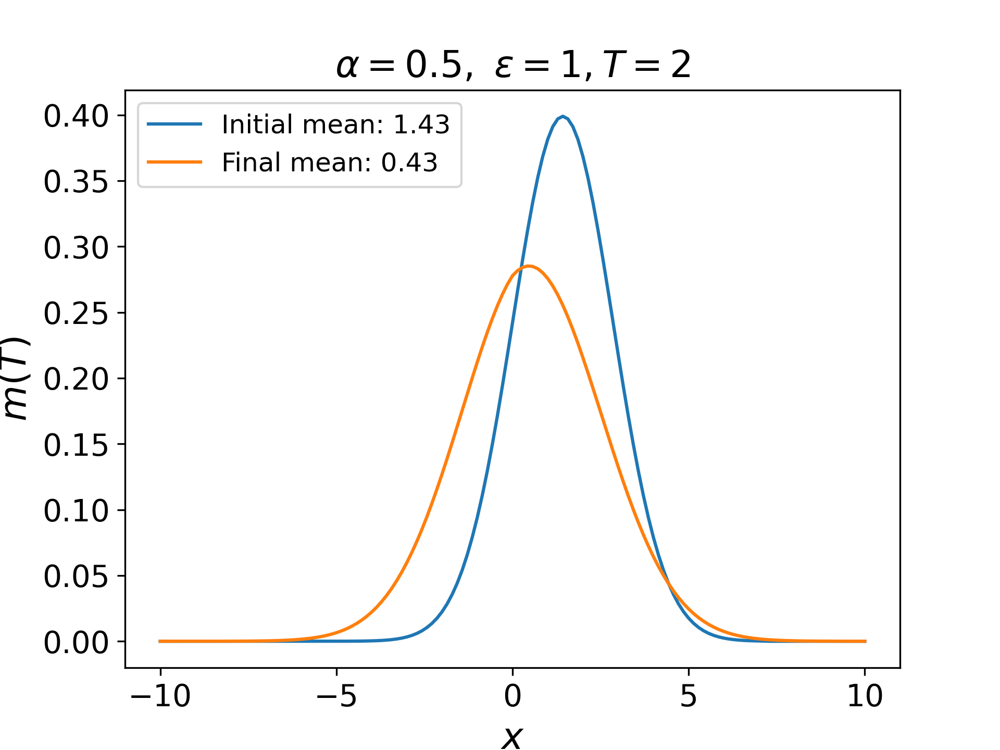 α = 0.5, ε = 1, T = 2
Initial mean: 1.43
Final mean: 0.43
0.40
0.35
0.30
0.25
0.20
0.15
0.10
0.05
0.00
m(T)
−10 −5 0 5 10
x